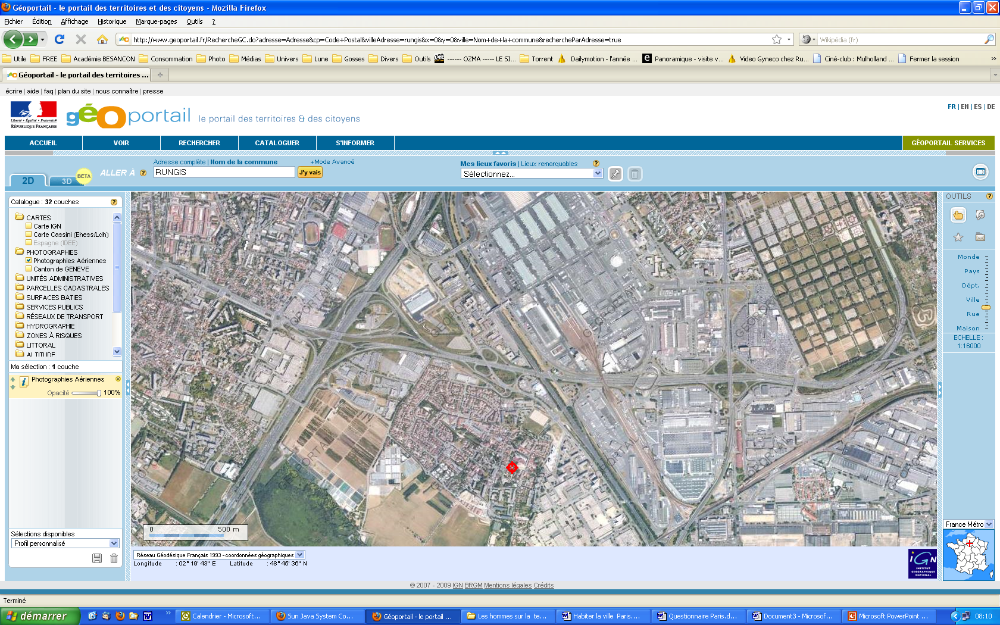 Géoportail - le portail des territoires et des citoyens - Mozilla Firefox
Fichier Édition Affichage Historique Marque-pages Outils ?
http://www.geoportail.fr/RechercheGC.do?adresse=Adresse&cp=Code+Postal&villeAdresse=rungis&x=0&y=0&ville=Nom+de+la+commune&rechercheParAdresse=true
Wikipédia (fr)
Utile FREE Académie BESANCON Consommation Photo Médias Univers Lune Gosses Divers Outils ------ OZMA ----- LE SI... Torrent Dailymotion - l'année ... Panoramique - visite v... Video Gyneco chez Ru... Ciné-club : Mulholland ... Fermer la session »
Géoportail - le portail des territoires ...
écrire | aide | faq | plan du site | nous connaître | presse
Liberté • Égalité • Fraternité
RÉPUBLIQUE FRANÇAISE
géoportail le portail des territoires & des citoyens
FR | EN | ES | DE
ACCUEIL VOIR RECHERCHER CATALOGUER S'INFORMER GÉOPORTAIL SERVICES
2D 3D BÊTA
ALLER À ?
Adresse complète | Nom de la commune +Mode Avancé
RUNGIS J'y vais
Mes lieux favoris | Lieux remarquables ?
Sélectionnez...
Catalogue : 32 couches ?
CARTES
Carte IGN
Carte Cassini (Ehess/Ldh)
Espagne (IDEE)
PHOTOGRAPHIES
Photographies Aériennes
Canton de GENEVE
UNITÉS ADMINISTRATIVES
PARCELLES CADASTRALES
SURFACES BATIES
SERVICES PUBLICS
RÉSEAUX DE TRANSPORT
HYDROGRAPHIE
ZONES À RISQUES
LITTORAL
ALTITUDE
Ma sélection : 1 couche
Photographies Aériennes
Opacité 100%
Sélections disponibles
Profil personnalisé
0 500 m
Réseau Géodésique Français 1993 - coordonnées géographiques
Longitude : 02° 19' 43" E Latitude : 48° 45' 36" N
OUTILS ?
Monde
Pays
Dépt.
Ville
Rue
Maison
ECHELLE :
1:16000
France Métro
IGN
INSTITUT
GEOGRAPHIQUE
NATIONAL
© 2007 - 2009 IGN BRGM Mentions légales Crédits
Terminé
démarrer » Calendrier - Microsoft... Sun Java System Co... Géoportail - le portail ... Les hommes sur la te... Habiter la ville Paris.... Questionnaire Paris.d... Document3 - Microsof... Microsoft PowerPoint ... 08:10